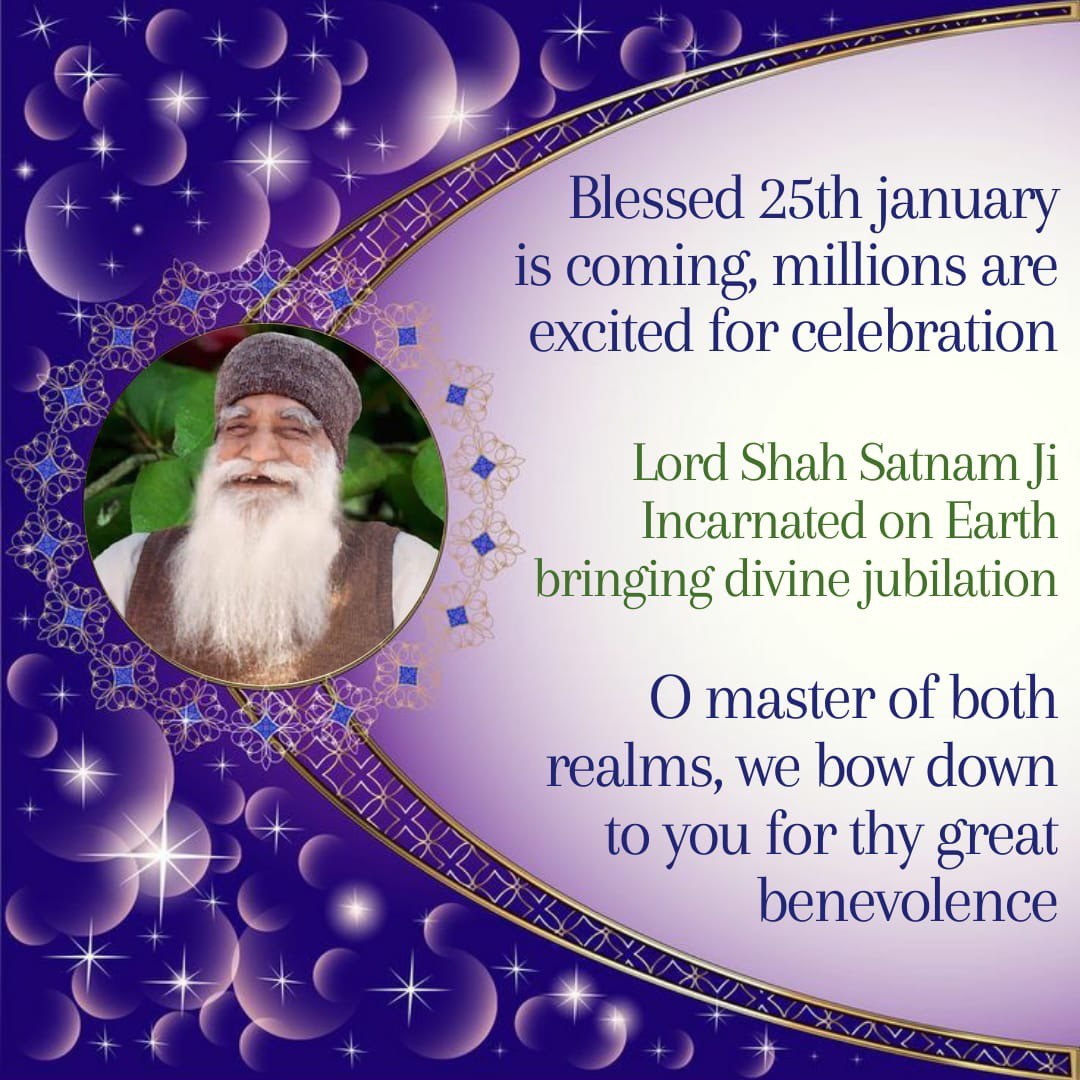 Blessed 25th january
is coming, millions are
excited for celebration
Lord Shah Satnam Ji
Incarnated on Earth
bringing divine jubilation
O master of both
realms, we bow down
to you for thy great
benevolence